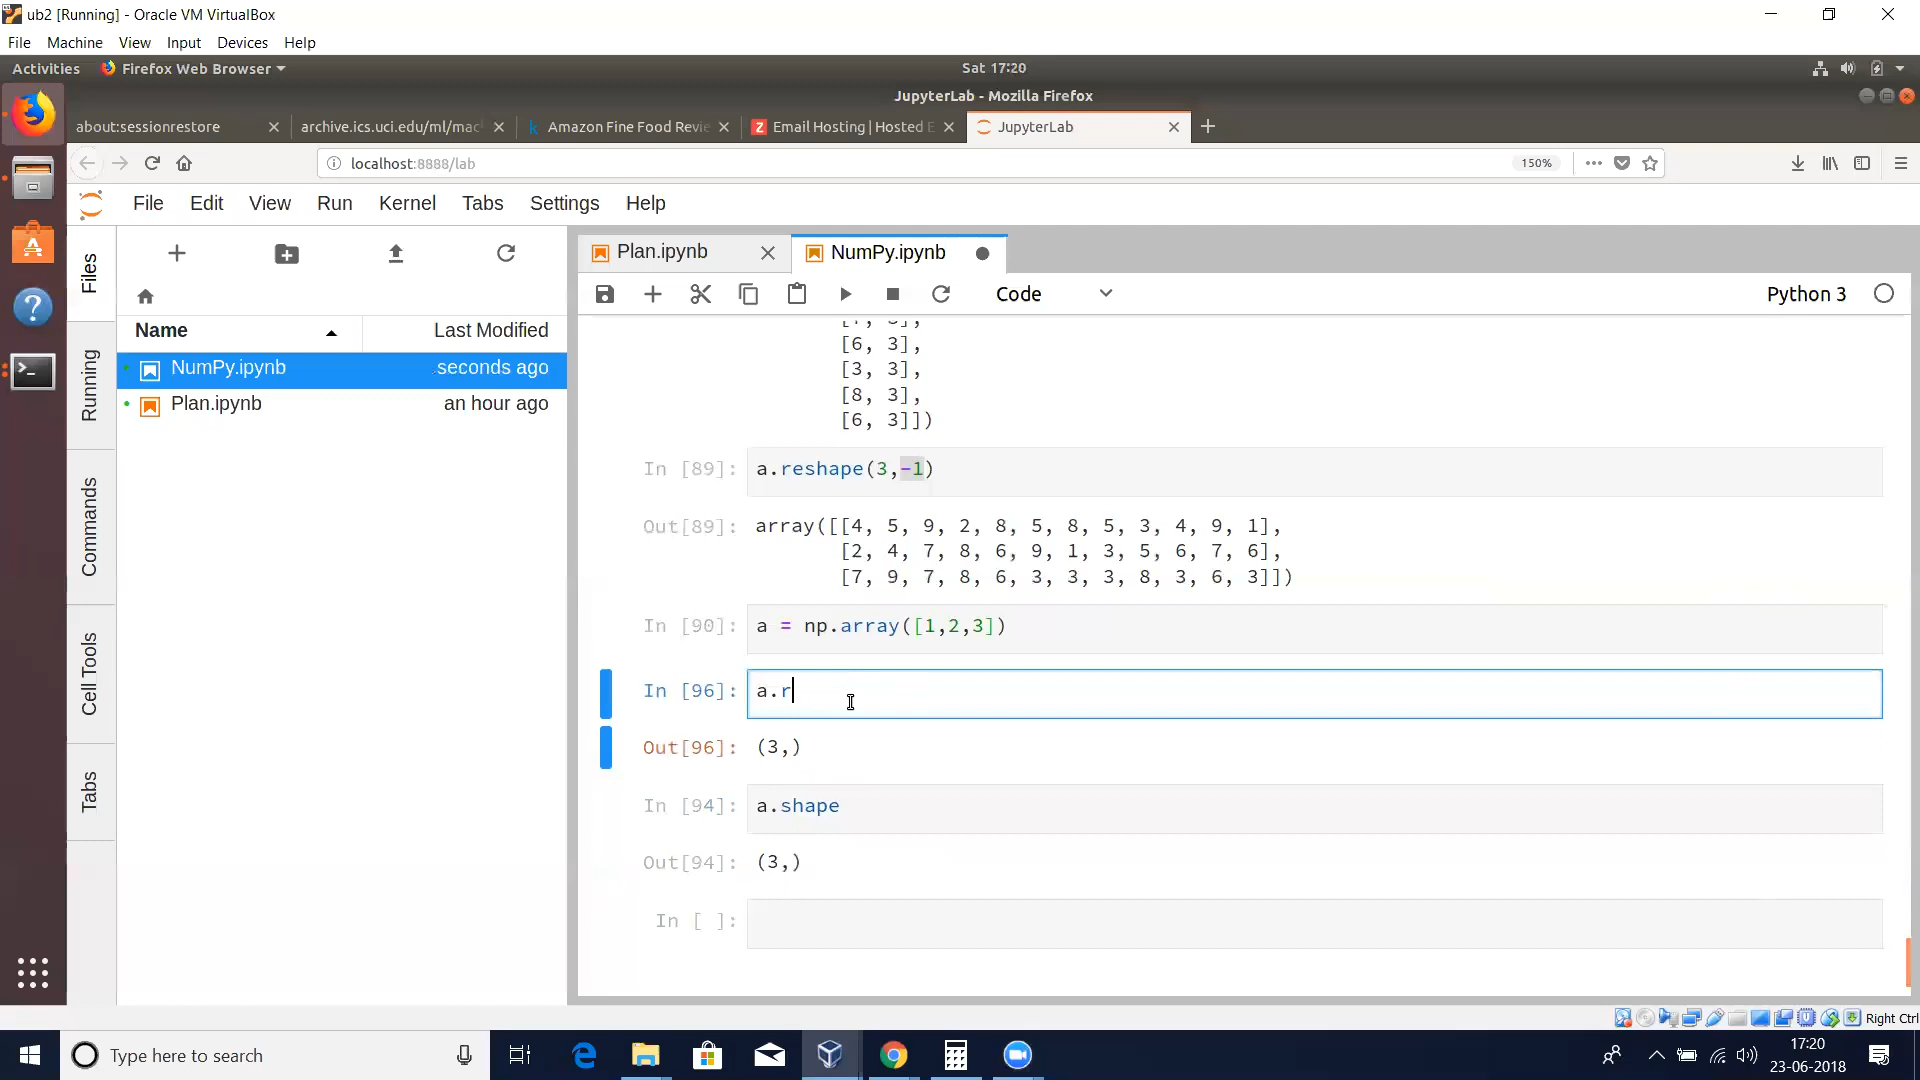 ub2 [Running] - Oracle VM VirtualBox
File Machine View Input Devices Help
Activities Firefox Web Browser Sat 17:20
JupyterLab - Mozilla Firefox
about:sessionrestore archive.ics.uci.edu/ml/mac Amazon Fine Food Revie Email Hosting | Hosted E JupyterLab
localhost:8888/lab 150%
File Edit View Run Kernel Tabs Settings Help
Files
Running
Commands
Cell Tools
Tabs
Name Last Modified
NumPy.ipynb seconds ago
Plan.ipynb an hour ago
Plan.ipynb NumPy.ipynb
Code Python 3
[6, 3],
[3, 3],
[8, 3],
[6, 3]])
In [89]: a.reshape(3,-1)
Out[89]: array([[4, 5, 9, 2, 8, 5, 8, 5, 3, 4, 9, 1],
[2, 4, 7, 8, 6, 9, 1, 3, 5, 6, 7, 6],
[7, 9, 7, 8, 6, 3, 3, 3, 8, 3, 6, 3]])
In [90]: a = np.array([1,2,3])
In [96]: a.r
Out[96]: (3,)
In [94]: a.shape
Out[94]: (3,)
In [ ]:
Right Ctrl
Type here to search
17:20
23-06-2018